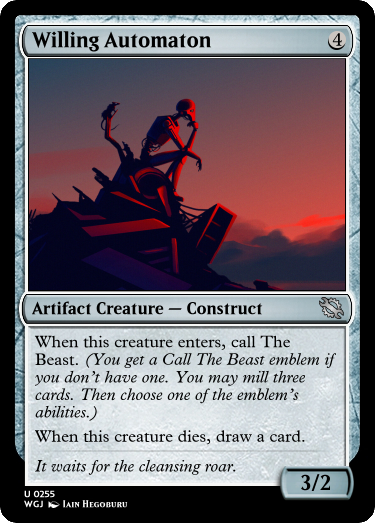 Willing Automaton
4
Artifact Creature — Construct
When this creature enters, call The
Beast. (You get a Call The Beast emblem if
you don't have one. You may mill three
cards. Then choose one of the emblem's
abilities.)
When this creature dies, draw a card.
It waits for the cleansing roar.
3/2
U 0255
WGJ Iain Hegoburu